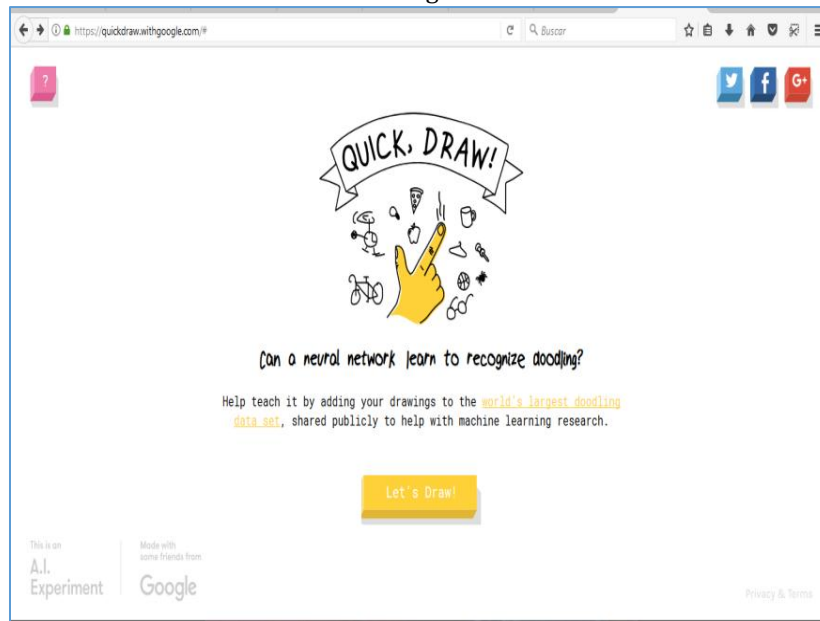 https://quickdraw.withgoogle.com/#
Buscar
?
f
G+
QUICK, DRAW!
Can a neural network learn to recognize doodling?
Help teach it by adding your drawings to the world's largest doodling
data set, shared publicly to help with machine learning research.
Let's Draw!
This is an
A.I.
Experiment
Made with
some friends from
Google
Privacy & Terms